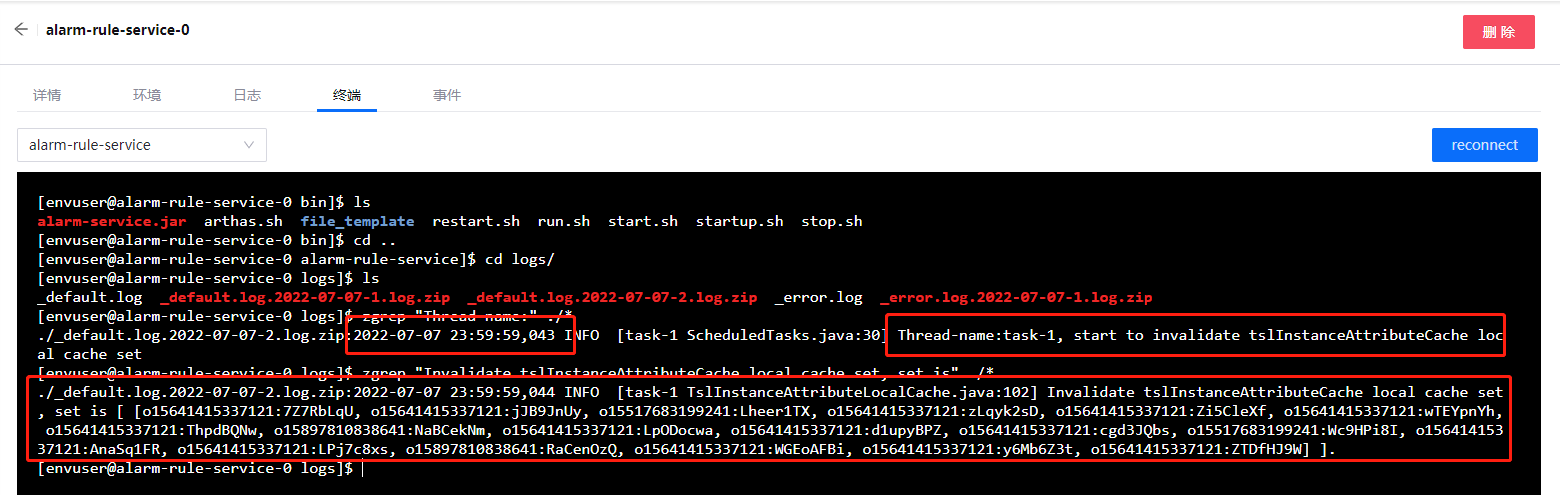 alarm-rule-service-0
删 除
详情 环境 日志 终端 事件
alarm-rule-service
reconnect
[envuser@alarm-rule-service-0 bin]$ ls
alarm-service.jar  arthas.sh  file_template  restart.sh  run.sh  start.sh  startup.sh  stop.sh
[envuser@alarm-rule-service-0 bin]$ cd ..
[envuser@alarm-rule-service-0 alarm-rule-service]$ cd logs/
[envuser@alarm-rule-service-0 logs]$ ls
_default.log  _default.log.2022-07-07-1.log.zip  _default.log.2022-07-07-2.log.zip  _error.log  _error.log.2022-07-07-1.log.zip
[envuser@alarm-rule-service-0 logs]$ zgrep "Thread-name:" ./*
./_default.log.2022-07-07-2.log.zip:2022-07-07 23:59:59,043 INFO  [task-1 ScheduledTasks.java:30] Thread-name:task-1, start to invalidate tslInstanceAttributeCache loc
al cache set
[envuser@alarm-rule-service-0 logs]$ zgrep "Invalidate tslInstanceAttributeCache local cache set, set is" ./*
./_default.log.2022-07-07-2.log.zip:2022-07-07 23:59:59,044 INFO  [task-1 TslInstanceAttributeLocalCache.java:102] Invalidate tslInstanceAttributeCache local cache set
, set is [ [o15641415337121:7Z7RbLqU, o15641415337121:jJB9JnUy, o15517683199241:Lheer1TX, o15641415337121:zLqyk2sD, o15641415337121:Zi5CleXf, o15641415337121:wTEYpnYh,
 o15641415337121:ThpdBQNw, o15897810838641:NaBCekNm, o15641415337121:LpODocwa, o15641415337121:d1upyBPZ, o15641415337121:cgd3JQbs, o15517683199241:Wc9HPi8I, o156414153
37121:AnaSq1FR, o15641415337121:LPj7c8xs, o15897810838641:RaCenOzQ, o15641415337121:WGEoAFBi, o15641415337121:y6Mb6Z3t, o15641415337121:ZTDfHJ9W] ].
[envuser@alarm-rule-service-0 logs]$